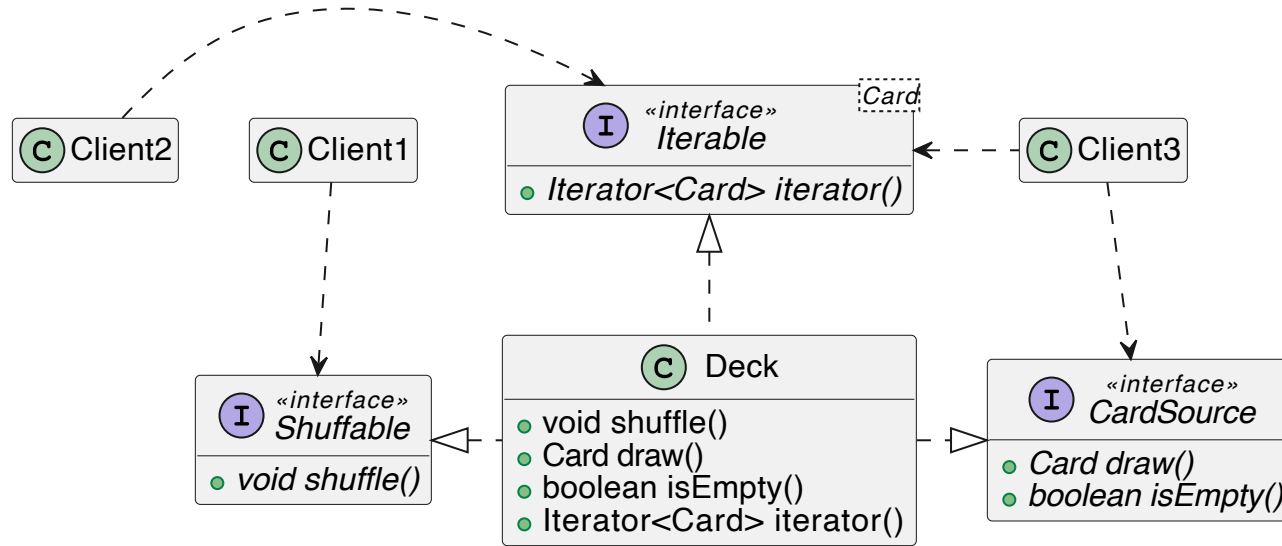 C Client2
C Client1
«interface»
I Iterable
Card
Iterator<Card> iterator()
C Client3
«interface»
I Shuffable
void shuffle()
C Deck
void shuffle()
Card draw()
boolean isEmpty()
Iterator<Card> iterator()
«interface»
I CardSource
Card draw()
boolean isEmpty()